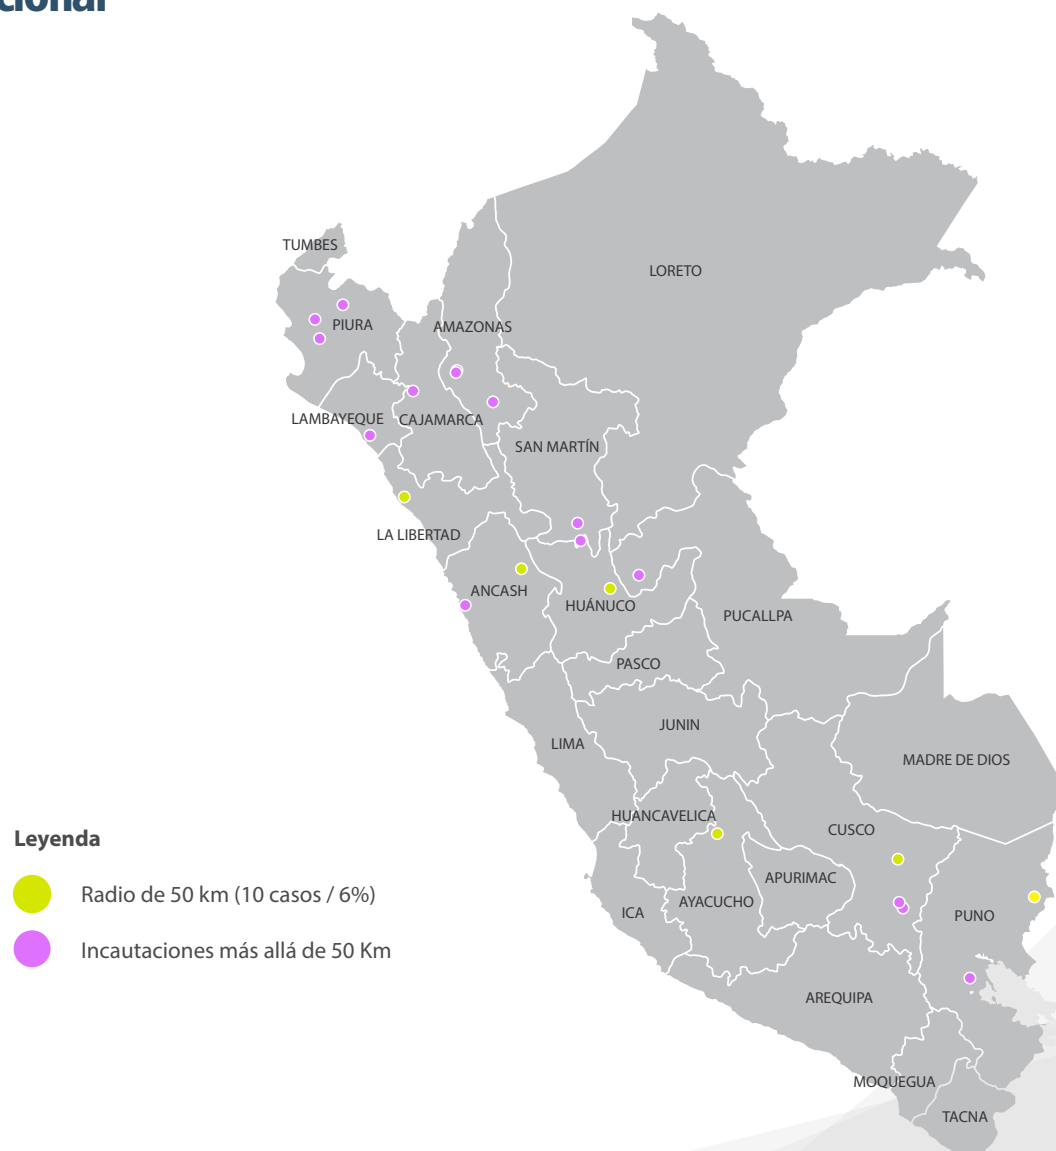 TUMBES
LORETO
PIURA
AMAZONAS
LAMBAYEQUE
CAJAMARCA
SAN MARTÍN
LA LIBERTAD
ANCASH
HUÁNUCO
PUCALLPA
PASCO
JUNIN
LIMA
MADRE DE DIOS
HUANCAVELICA
CUSCO
Leyenda
APURIMAC
Radio de 50 km (10 casos / 6%)
AYACUCHO
ICA
PUNO
Incautaciones más allá de 50 Km
AREQUIPA
MOQUEGUA
TACNA